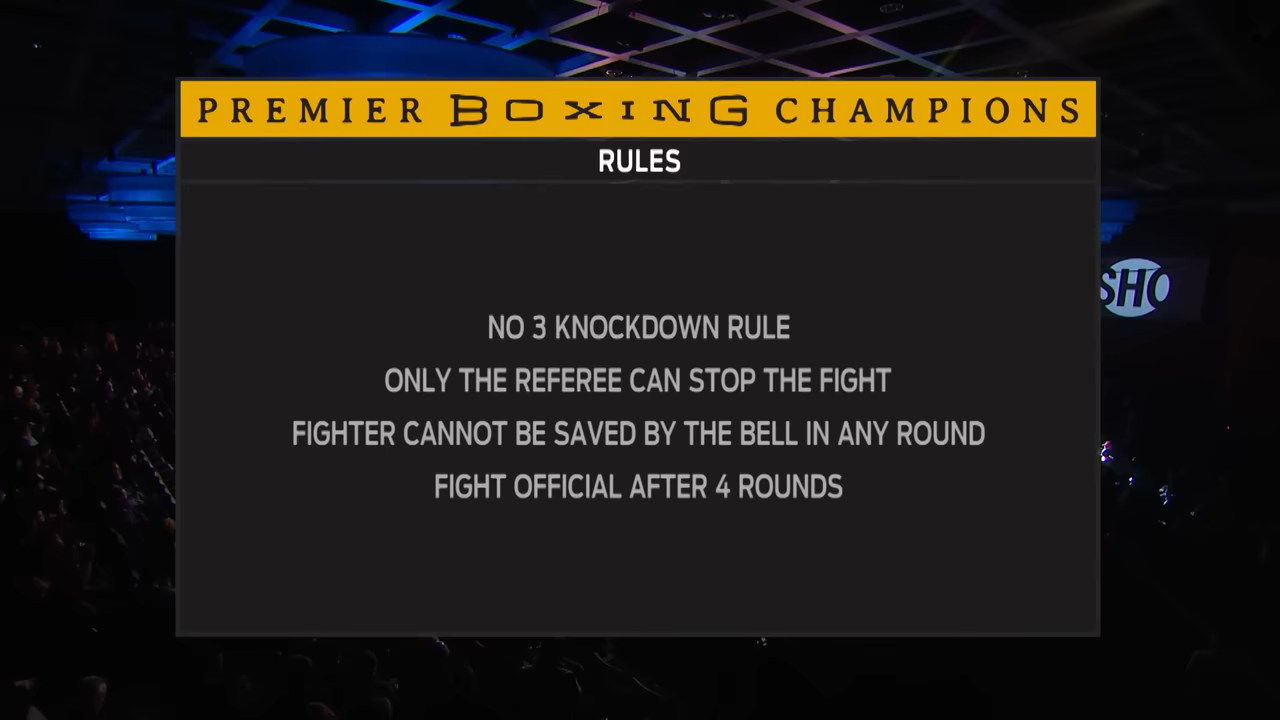 PREMIER BOXING CHAMPIONS
RULES
SHO
NO 3 KNOCKDOWN RULE
ONLY THE REFEREE CAN STOP THE FIGHT
FIGHTER CANNOT BE SAVED BY THE BELL IN ANY ROUND
FIGHT OFFICIAL AFTER 4 ROUNDS